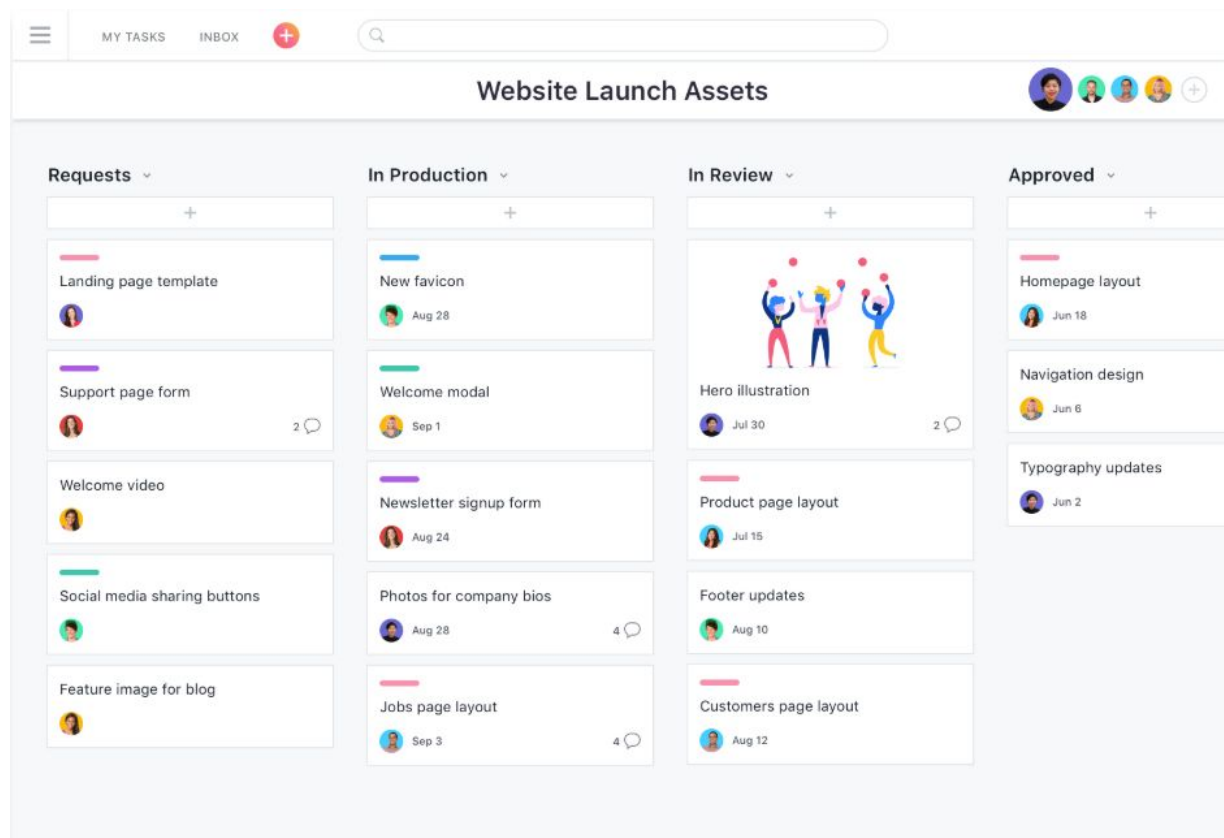 MY TASKS INBOX
Website Launch Assets
Requests
Landing page template
Support page form
2
Welcome video
Social media sharing buttons
Feature image for blog
In Production
New favicon
Aug 28
Welcome modal
Sep 1
Newsletter signup form
Aug 24
Photos for company bios
Aug 28 4
Jobs page layout
Sep 3 4
In Review
Hero illustration
Jul 30 2
Product page layout
Jul 15
Footer updates
Aug 10
Customers page layout
Aug 12
Approved
Homepage layout
Jun 18
Navigation design
Jun 6
Typography updates
Jun 2